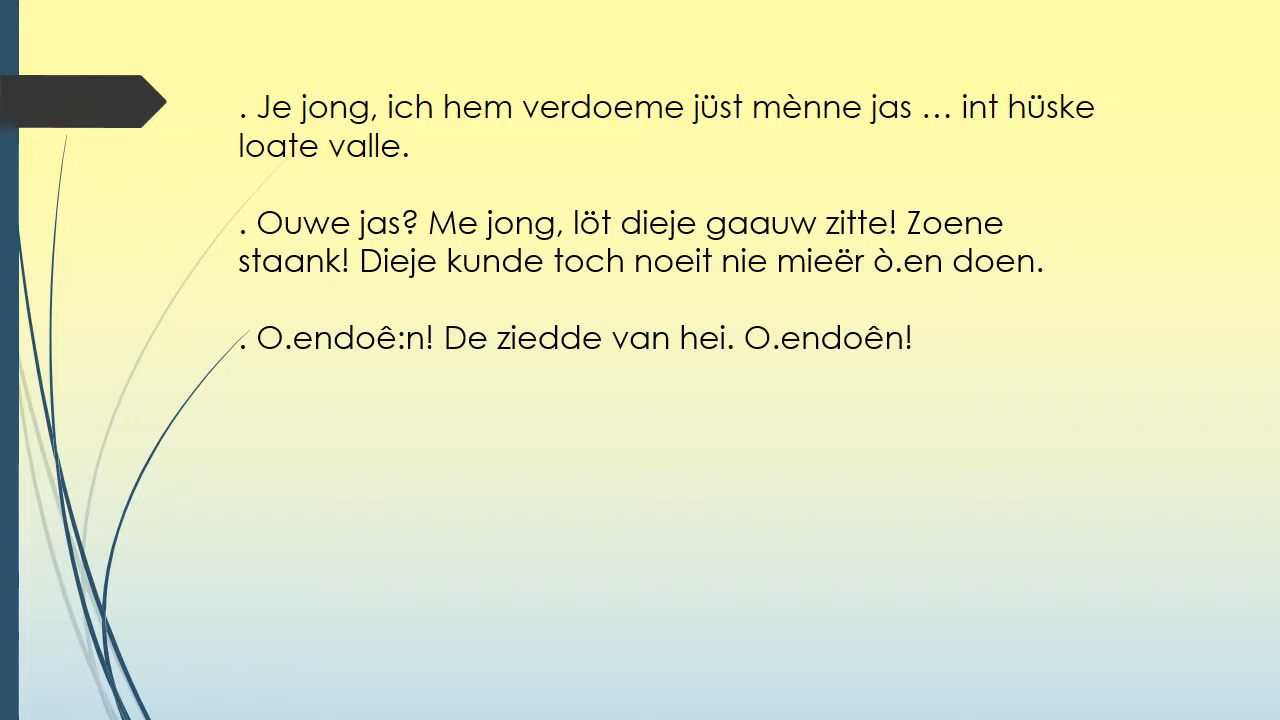 . Je jong, ich hem verdoeme jüst mènne jas … int hüske
loate valle.
. Ouwe jas? Me jong, löt dieje gaauw zitte! Zoene
staank! Dieje kunde toch noeit nie mieër ò.en doen.
. O.endoê:n! De ziedde van hei. O.endoên!